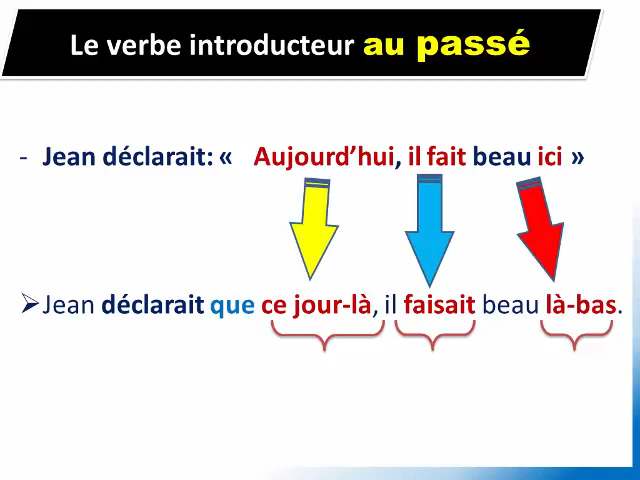 Le verbe introducteur au passé
- Jean déclarait: « Aujourd’hui, il fait beau ici »
➢Jean déclarait que ce jour-là, il faisait beau là-bas.